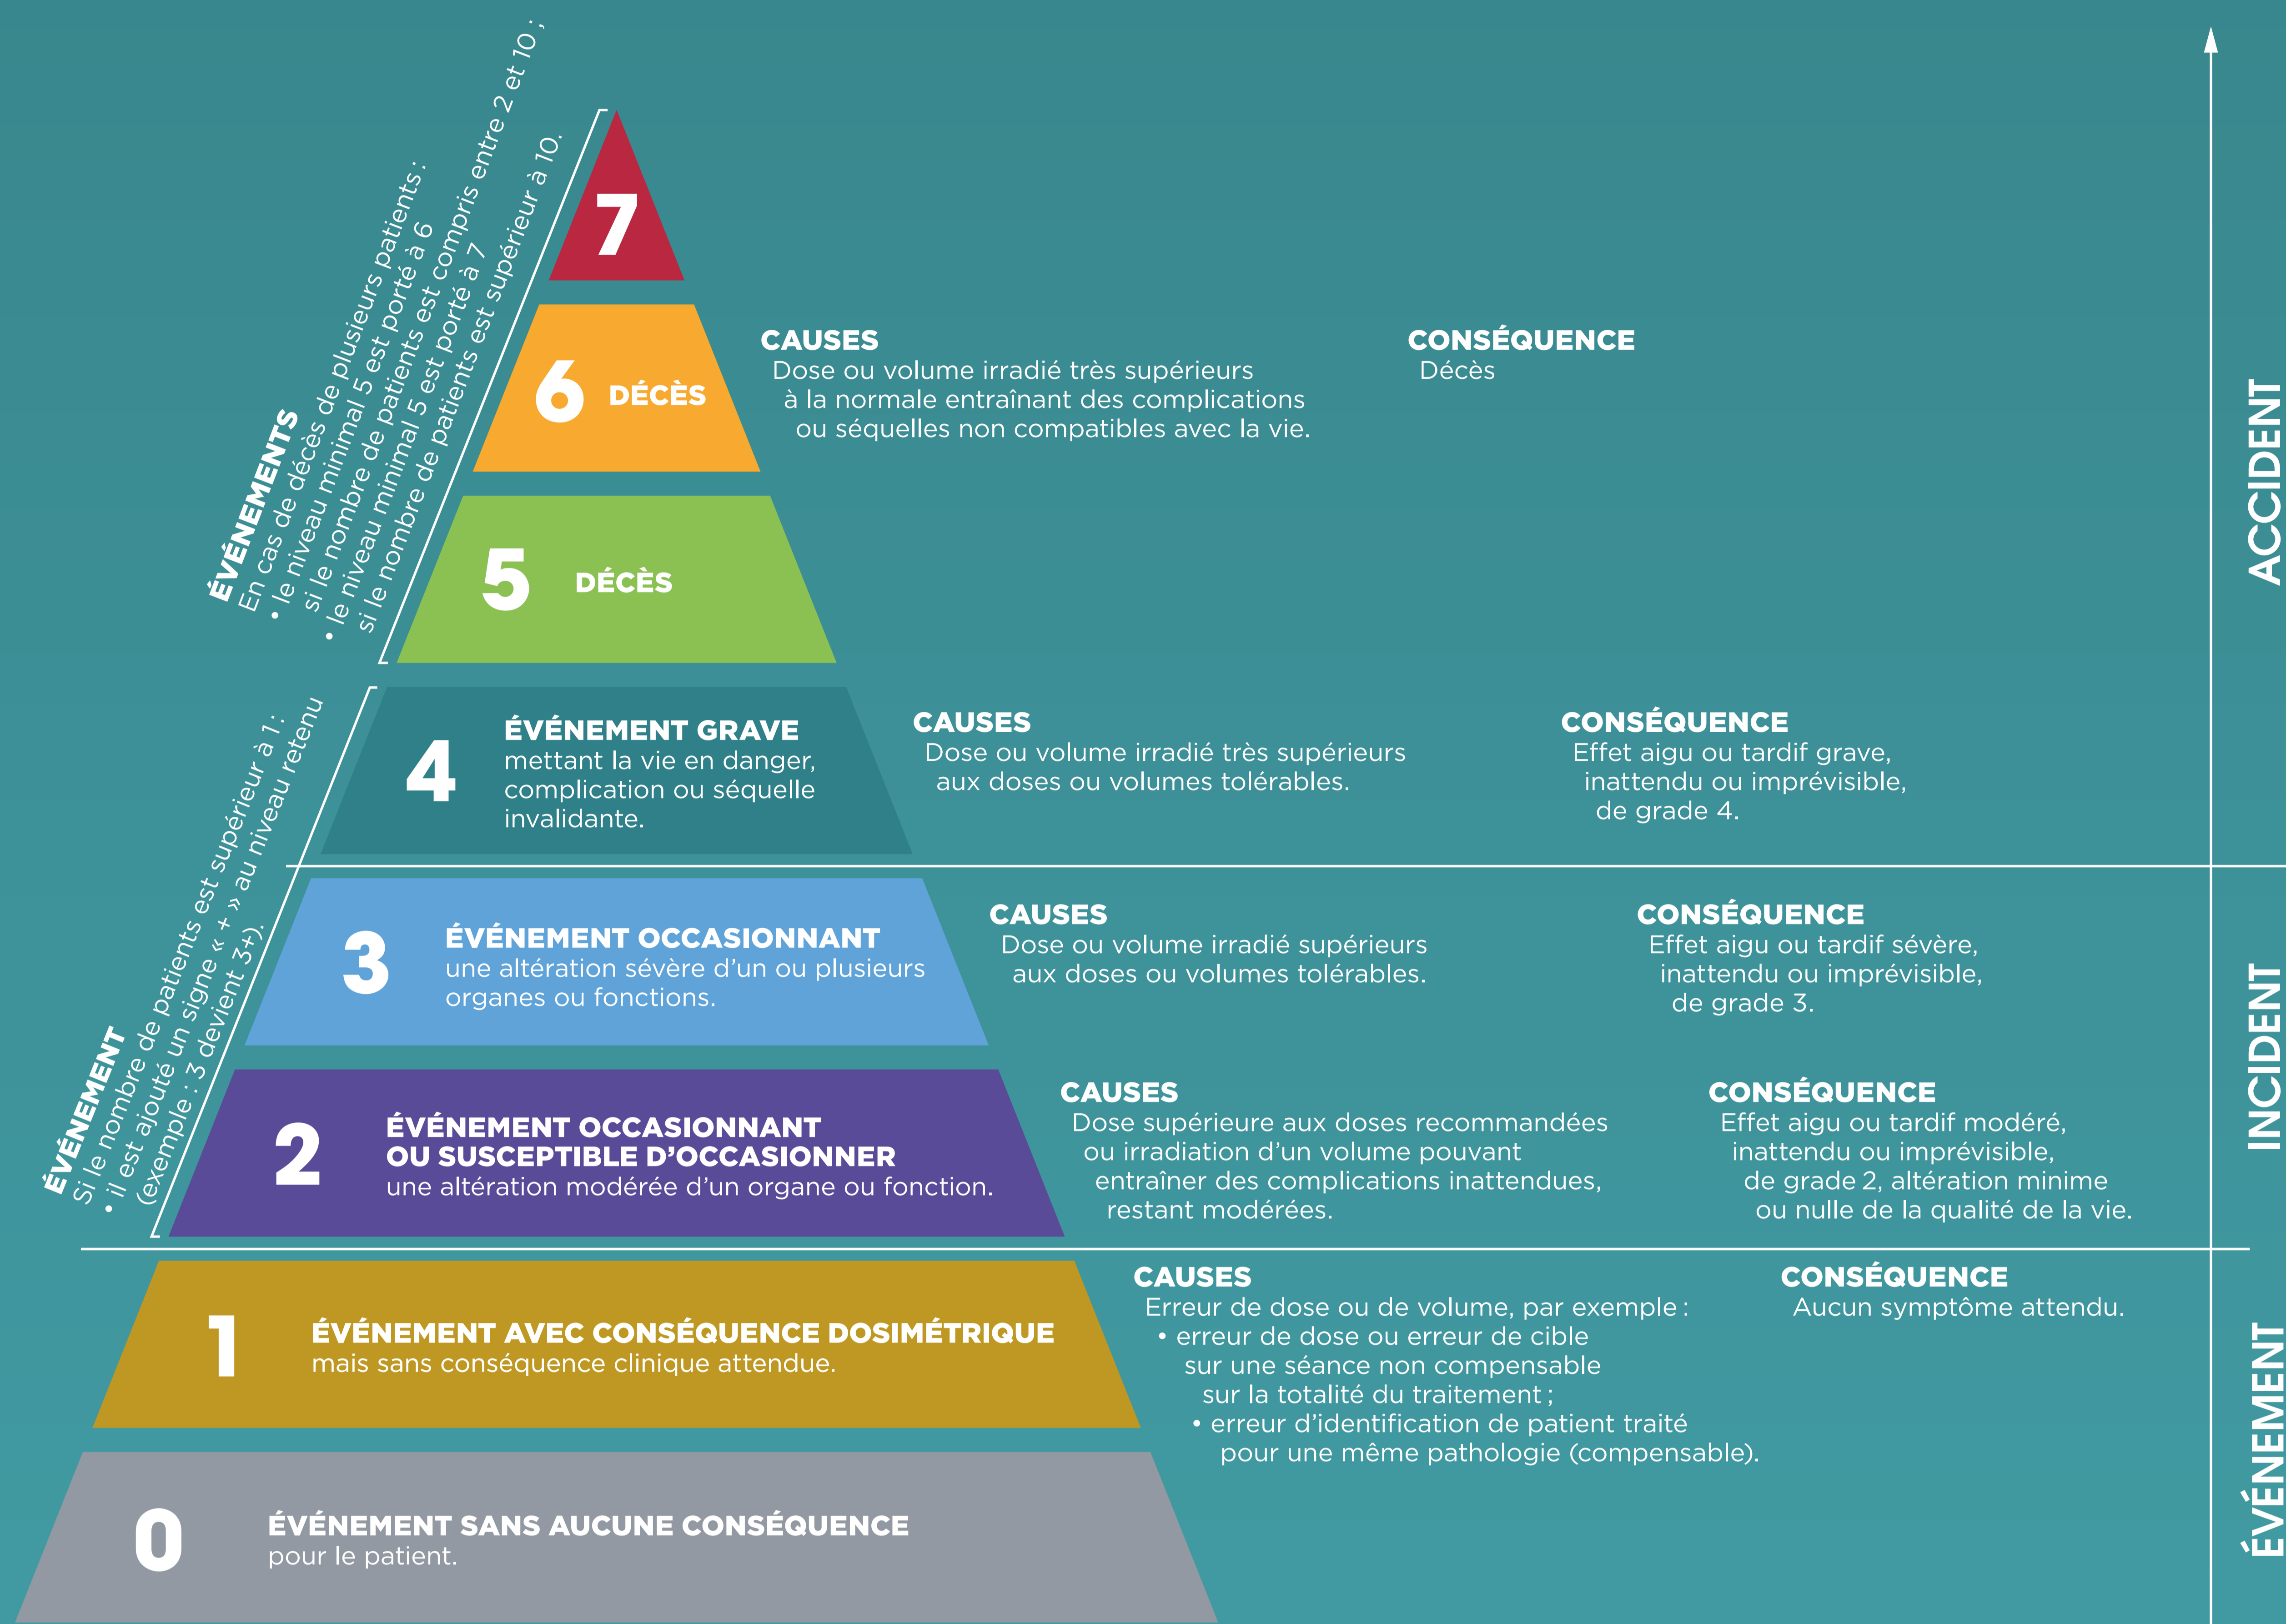 ÉVÉNEMENTS
En cas de décès de plusieurs patients :
• le niveau minimal 5 est porté à 6
si le nombre de patients est compris entre 2 et 10 ;
• le niveau minimal 5 est porté à 7
si le nombre de patients est supérieur à 10.
7
6 DÉCÈS
CAUSES
Dose ou volume irradié très supérieurs
à la normale entraînant des complications
ou séquelles non compatibles avec la vie.
CONSÉQUENCE
Décès
5 DÉCÈS
ACCIDENT
ÉVÉNEMENT
Si le nombre de patients est supérieur à 1 :
• il est ajouté un signe « + » au niveau retenu
(exemple : 3 devient 3+).
4
ÉVÉNEMENT GRAVE
mettant la vie en danger,
complication ou séquelle
invalidante.
CAUSES
Dose ou volume irradié très supérieurs
aux doses ou volumes tolérables.
CONSÉQUENCE
Effet aigu ou tardif grave,
inattendu ou imprévisible,
de grade 4.
3
ÉVÉNEMENT OCCASIONNANT
une altération sévère d’un ou plusieurs
organes ou fonctions.
CAUSES
Dose ou volume irradié supérieurs
aux doses ou volumes tolérables.
CONSÉQUENCE
Effet aigu ou tardif sévère,
inattendu ou imprévisible,
de grade 3.
2
ÉVÉNEMENT OCCASIONNANT
OU SUSCEPTIBLE D’OCCASIONNER
une altération modérée d’un organe ou fonction.
CAUSES
Dose supérieure aux doses recommandées
ou irradiation d’un volume pouvant
entraîner des complications inattendues,
restant modérées.
CONSÉQUENCE
Effet aigu ou tardif modéré,
inattendu ou imprévisible,
de grade 2, altération minime
ou nulle de la qualité de la vie.
INCIDENT
1
ÉVÉNEMENT AVEC CONSÉQUENCE DOSIMÉTRIQUE
mais sans conséquence clinique attendue.
CAUSES
Erreur de dose ou de volume, par exemple :
• erreur de dose ou erreur de cible
sur une séance non compensable
sur la totalité du traitement ;
• erreur d’identification de patient traité
pour une même pathologie (compensable).
CONSÉQUENCE
Aucun symptôme attendu.
0
ÉVÉNEMENT SANS AUCUNE CONSÉQUENCE
pour le patient.
ÉVÉNEMENT